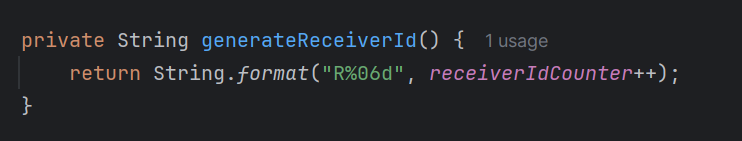 private String generateReceiverId() { 1 usage
    return String.format("R%06d", receiverIdCounter++);
}